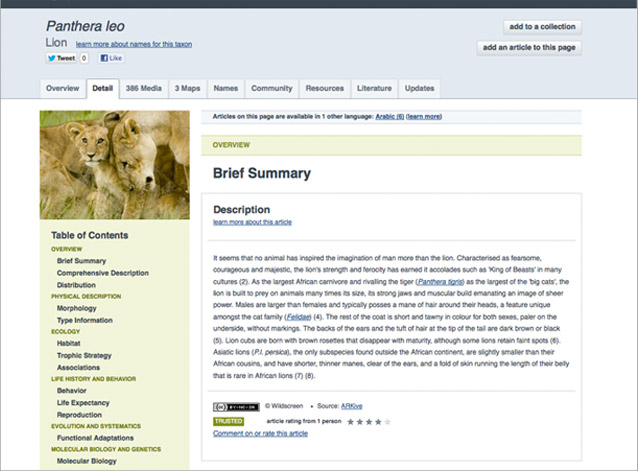 Panthera leo
Lion learn more about names for this taxon
Tweet 0 Like
add to a collection
add an article to this page
Overview Detail 386 Media 3 Maps Names Community Resources Literature Updates
Articles on this page are available in 1 other language: Arabic (6) (learn more)
OVERVIEW
Brief Summary
Description
learn more about this article
It seems that no animal has inspired the imagination of man more than the lion. Characterised as fearsome,
courageous and majestic, the lion's strength and ferocity has earned it accolades such as 'King of Beasts' in many
cultures (2). As the largest African carnivore and rivalling the tiger (Panthera tigris) as the largest of the 'big cats', the
lion is built to prey on animals many times its size, its strong jaws and muscular build emanating an image of sheer
power. Males are larger than females and typically posses a mane of hair around their heads, a feature unique
amongst the cat family (Felidae) (4). The rest of the coat is short and tawny in colour for both sexes, paler on the
underside, without markings. The backs of the ears and the tuft of hair at the tip of the tail are dark brown or black
(5). Lion cubs are born with brown rosettes that disappear with maturity, although some lions retain faint spots (6).
Asiatic lions (P.l. persica), the only subspecies found outside the African continent, are slightly smaller than their
African cousins, and have shorter, thinner manes, clear of the ears, and a fold of skin running the length of their belly
that is rare in African lions (7) (8).
cc BY-NC-SA © Wildscreen • Source: ARKive
TRUSTED article rating from 1 person
Comment on or rate this article
Table of Contents
OVERVIEW
Brief Summary
Comprehensive Description
Distribution
PHYSICAL DESCRIPTION
Morphology
Type Information
ECOLOGY
Habitat
Trophic Strategy
Associations
LIFE HISTORY AND BEHAVIOR
Behavior
Life Expectancy
Reproduction
EVOLUTION AND SYSTEMATICS
Functional Adaptations
MOLECULAR BIOLOGY AND GENETICS
Molecular Biology